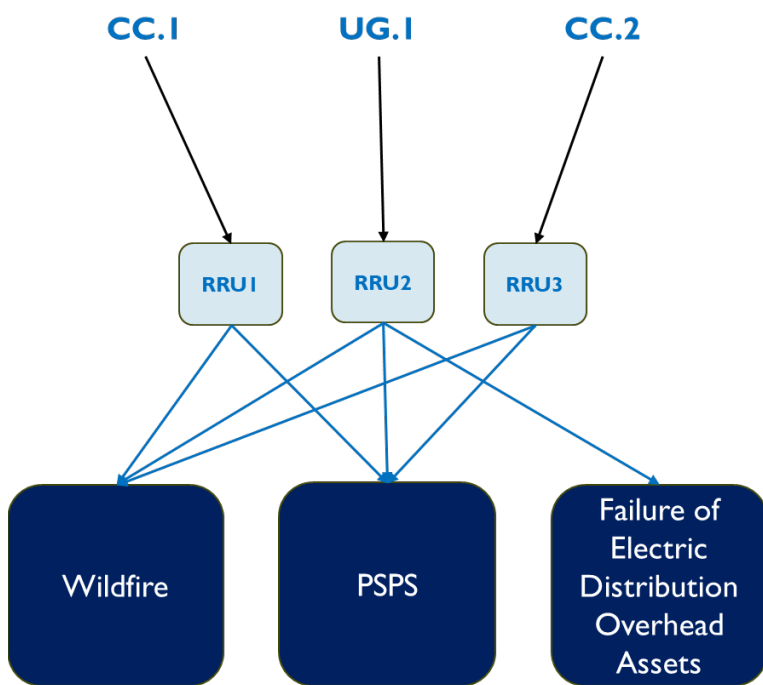 CC.1
UG.1
CC.2
RRU1
RRU2
RRU3
Wildfire
PSPS
Failure of
Electric
Distribution
Overhead
Assets